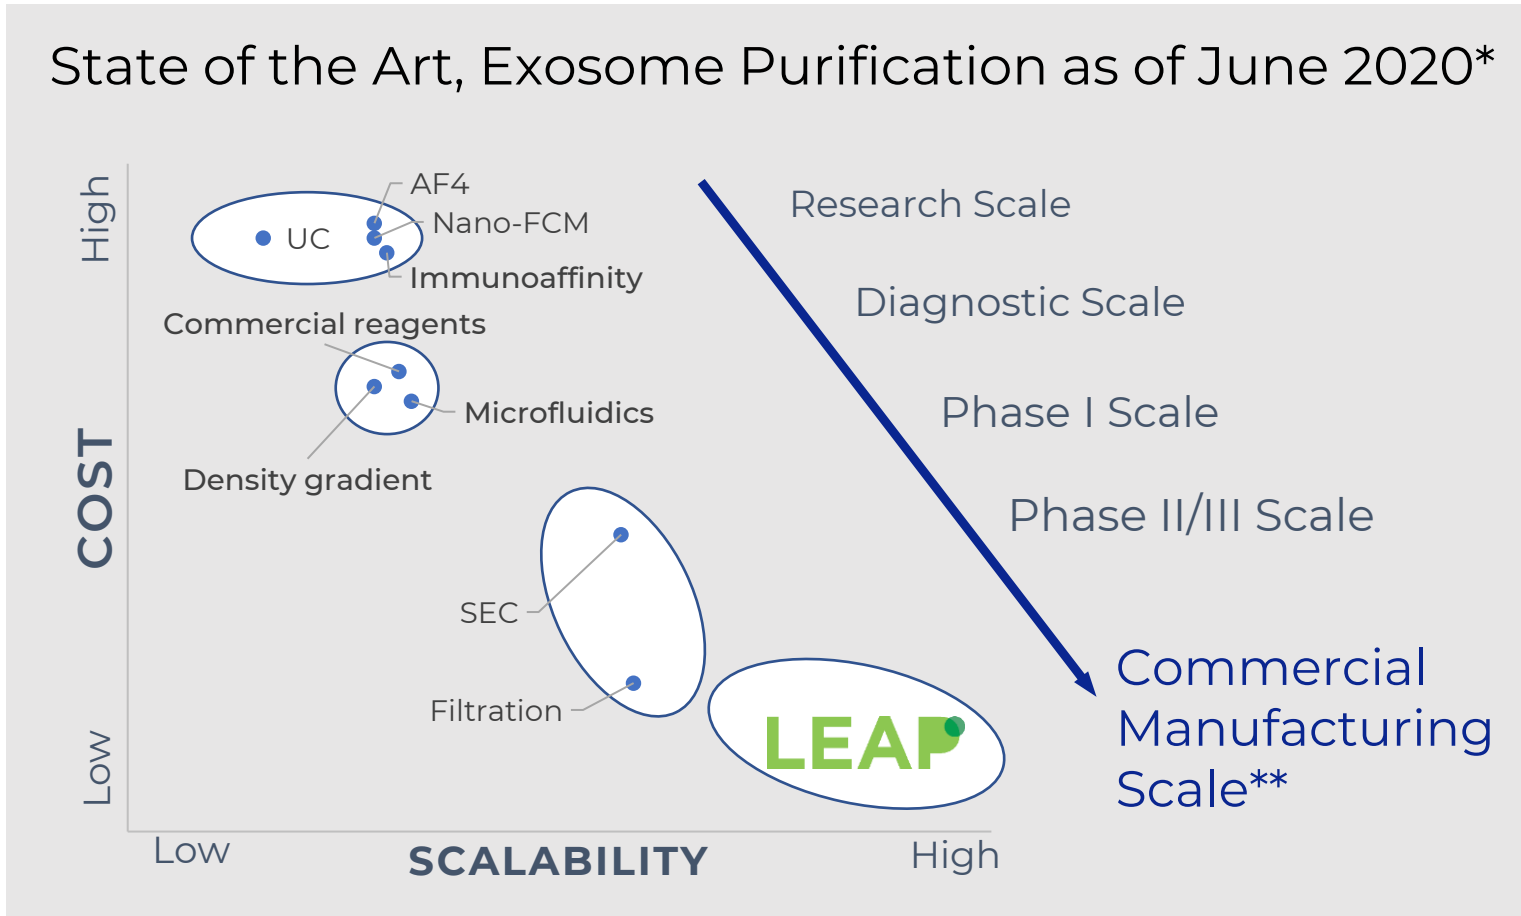 State of the Art, Exosome Purification as of June 2020*
High
AF4
Nano-FCM
UC
Immunoaffinity
Commercial reagents
Microfluidics
Density gradient
COST
SEC
Filtration
LEAP
Low
Low
SCALABILITY
High
Research Scale
Diagnostic Scale
Phase I Scale
Phase II/III Scale
Commercial
Manufacturing
Scale**